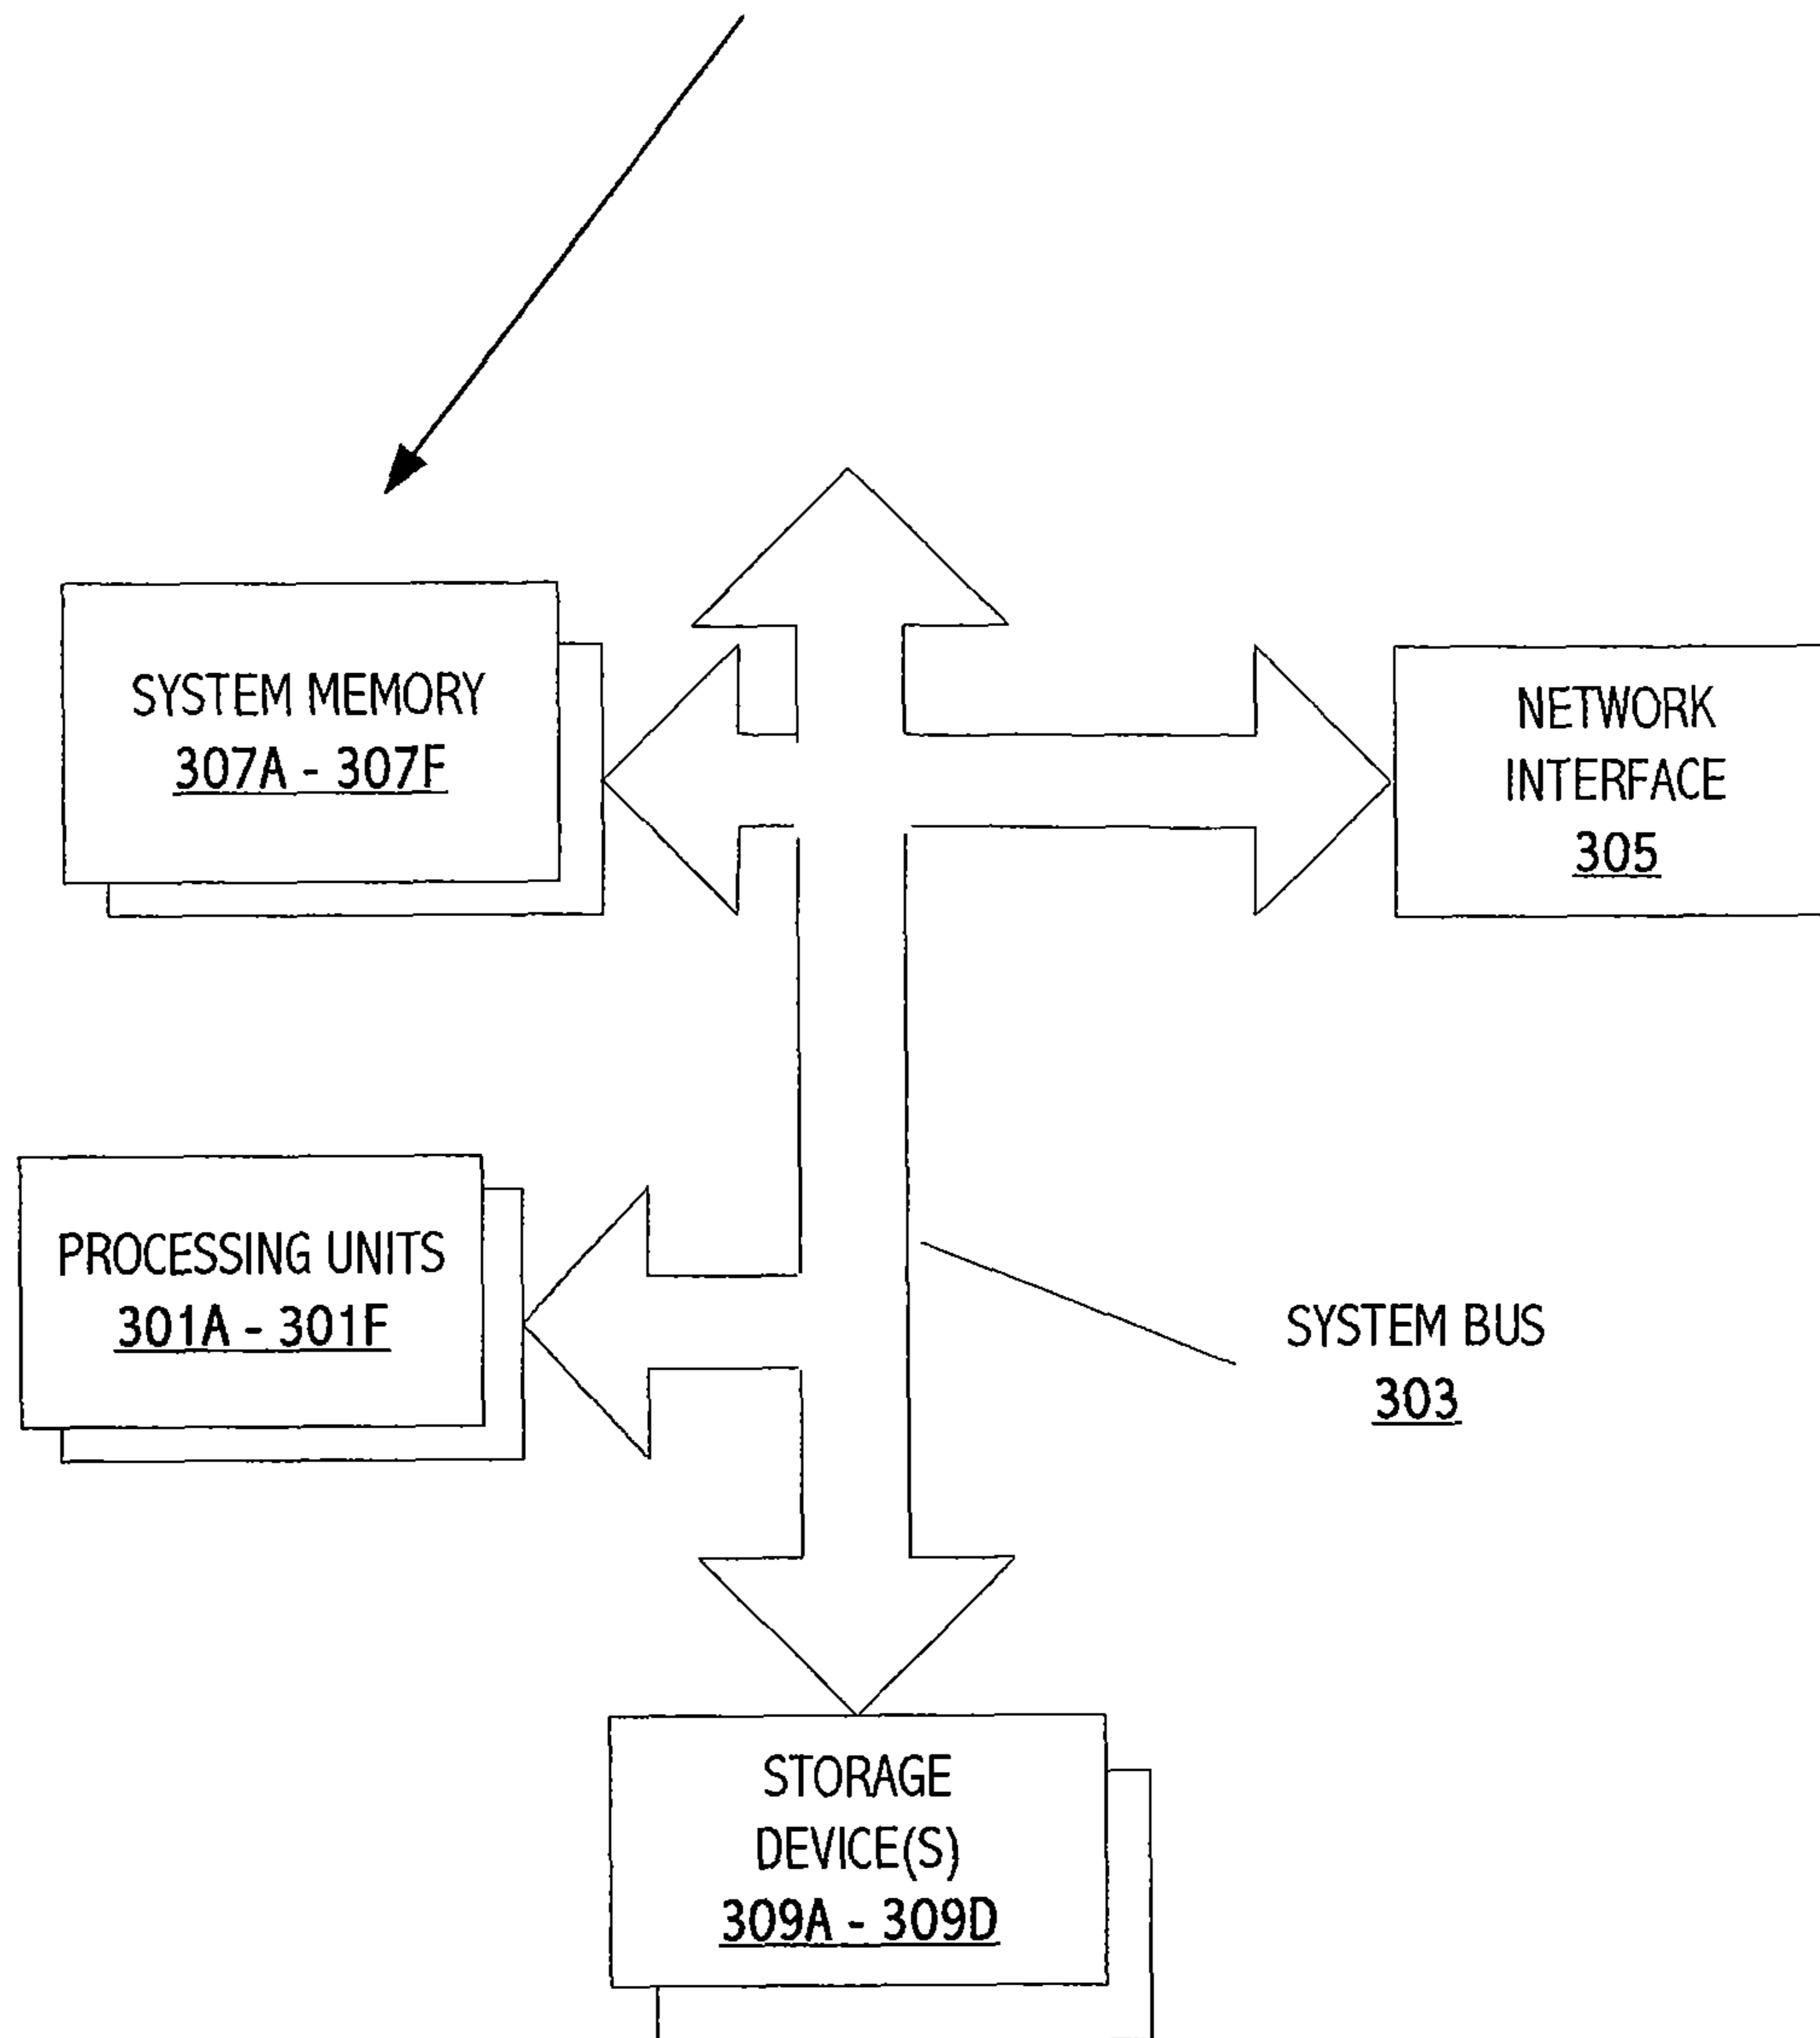 SYSTEM MEMORY
307A - 307F
NETWORK
INTERFACE
305
PROCESSING UNITS
301A - 301F
SYSTEM BUS
303
STORAGE
DEVICE(S)
309A - 309D